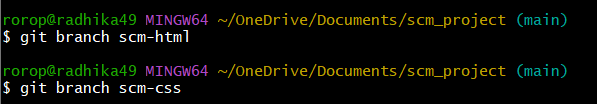 rorop@radhika49 MINGW64 ~/OneDrive/Documents/scm_project (main)
$ git branch scm-html
rorop@radhika49 MINGW64 ~/OneDrive/Documents/scm_project (main)
$ git branch scm-css